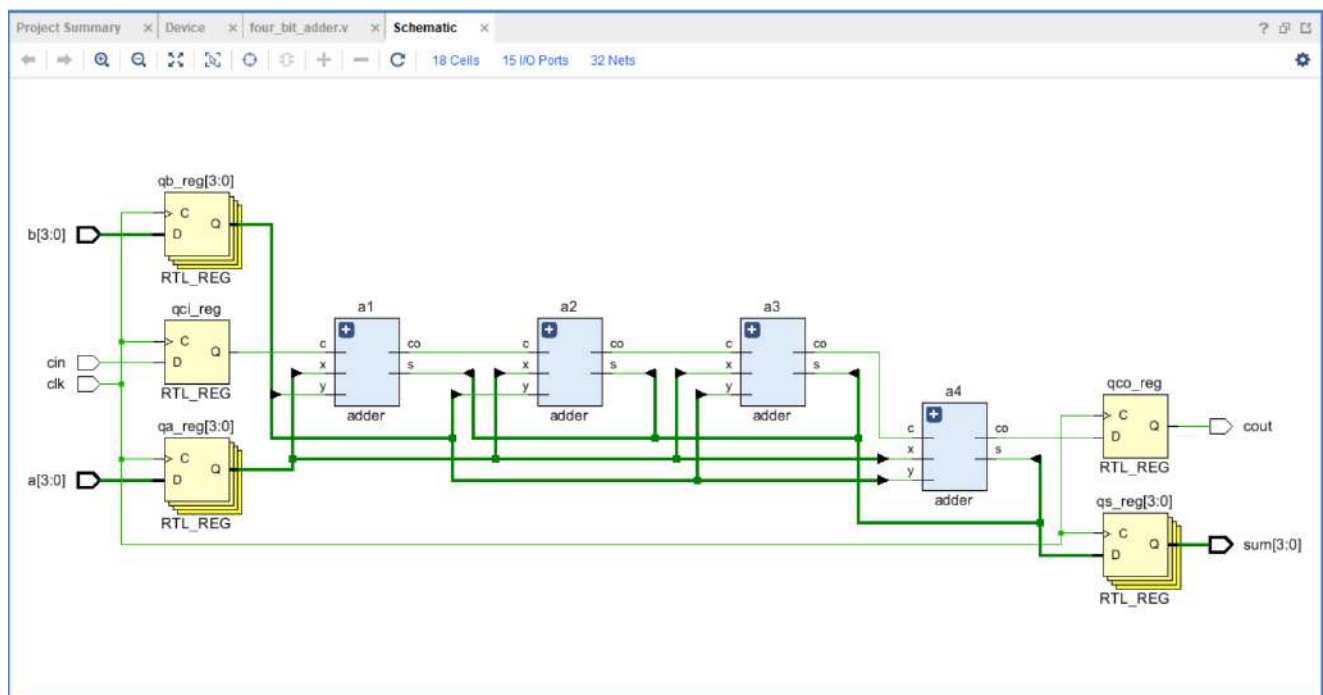 Project Summary × Device × four_bit_adder.v × Schematic × ?
18 Cells 15 I/O Ports 32 Nets
qb_reg[3:0]
C
Q
b[3:0]
D
RTL_REG
qci_reg
C
Q
cin
D
clk
RTL_REG
qa_reg[3:0]
C
Q
a[3:0]
D
RTL_REG
a1
c co
x s
y
adder
a2
c co
x s
y
adder
a3
c co
x s
y
adder
a4
c co
x s
y
adder
qco_reg
C
Q
cout
D
RTL_REG
qs_reg[3:0]
C
Q
sum[3:0]
D
RTL_REG